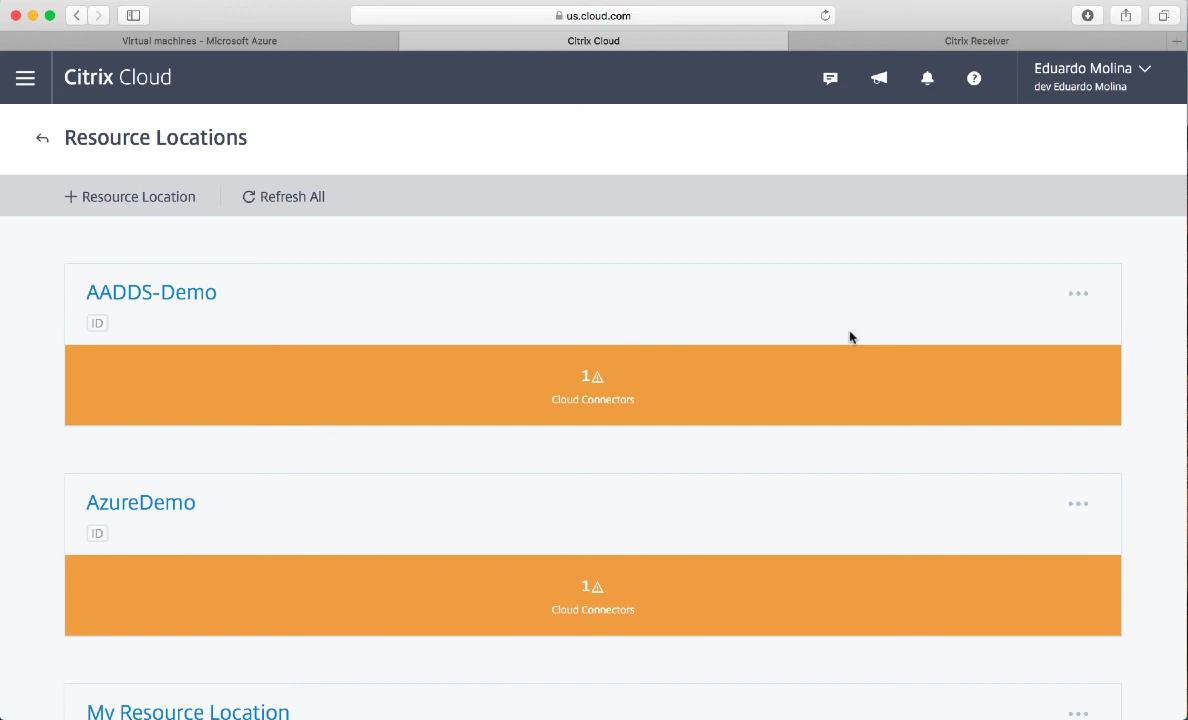 us.cloud.com
Virtual machines - Microsoft Azure
Citrix Cloud
Citrix Receiver
Citrix Cloud
Eduardo Molina
dev Eduardo Molina
Resource Locations
+ Resource Location
Refresh All
AADDS-Demo
ID
1
Cloud Connectors
AzureDemo
ID
1
Cloud Connectors
My Resource Location